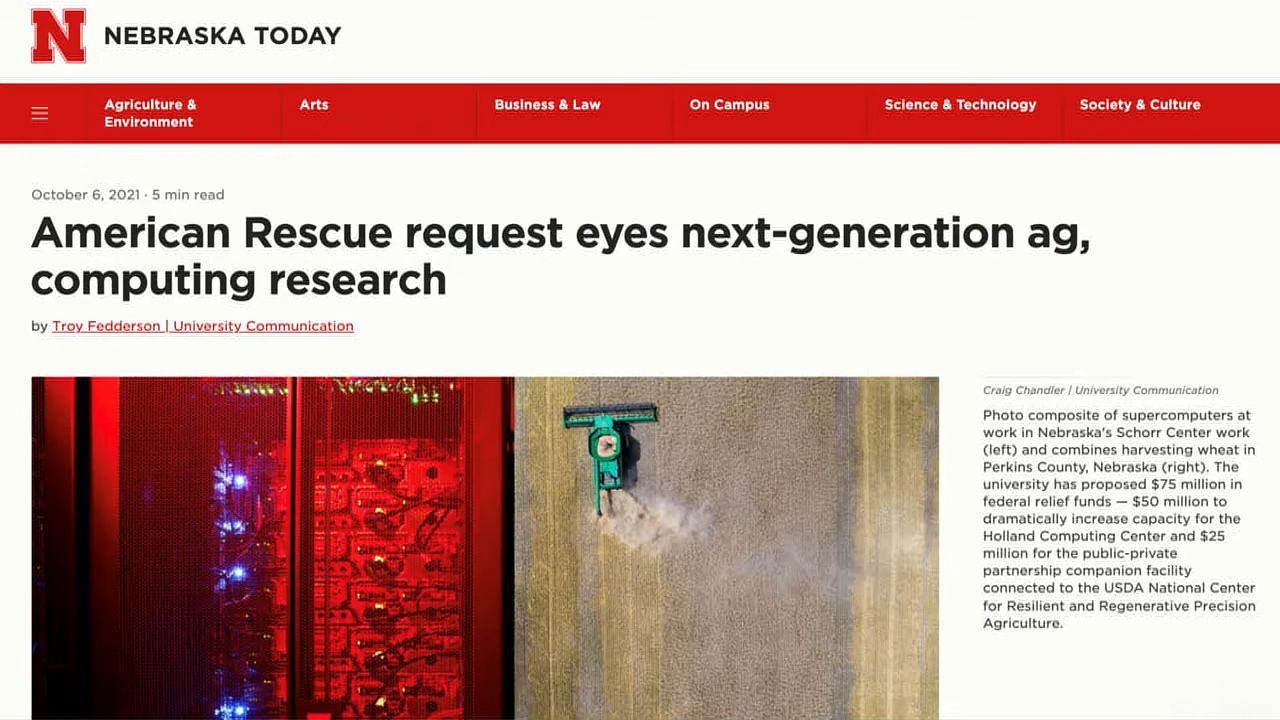 N
NEBRASKA TODAY
Agriculture &
Environment
Arts
Business & Law
On Campus
Science & Technology
Society & Culture
October 6, 2021 · 5 min read
American Rescue request eyes next-generation ag,
computing research
by Troy Fedderson | University Communication
Craig Chandler | University Communication
Photo composite of supercomputers at
work in Nebraska's Schorr Center work
(left) and combines harvesting wheat in
Perkins County, Nebraska (right). The
university has proposed $75 million in
federal relief funds — $50 million to
dramatically increase capacity for the
Holland Computing Center and $25
million for the public-private
partnership companion facility
connected to the USDA National Center
for Resilient and Regenerative Precision
Agriculture.